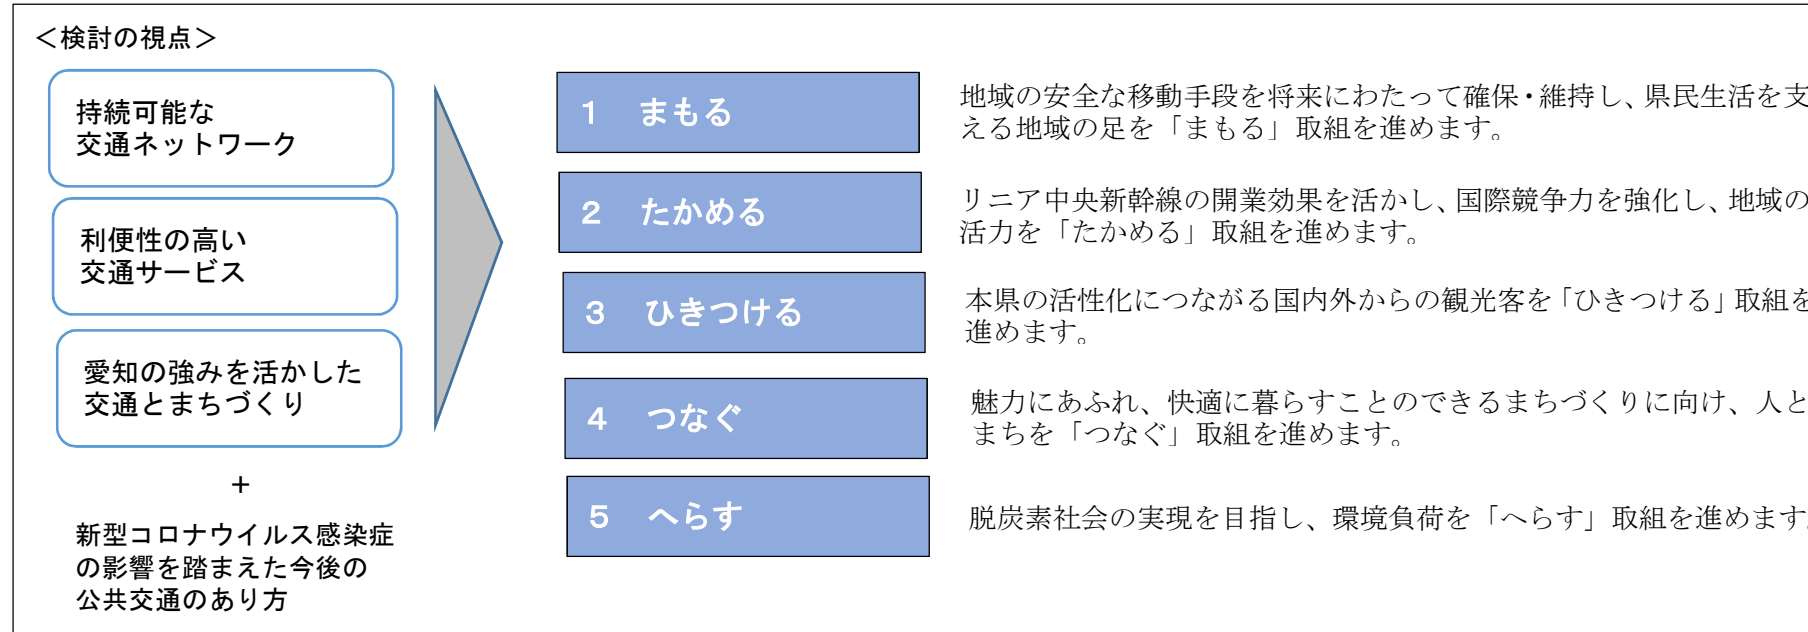 ＜検討の視点＞
持続可能な
交通ネットワーク
利便性の高い
交通サービス
愛知の強みを活かした
交通とまちづくり
＋
新型コロナウイルス感染症
の影響を踏まえた今後の
公共交通のあり方
１　まもる
地域の安全な移動手段を将来にわたって確保・維持し、県民生活を支
える地域の足を「まもる」取組を進めます。
２　たかめる
リニア中央新幹線の開業効果を活かし、国際競争力を強化し、地域の
活力を「たかめる」取組を進めます。
３　ひきつける
本県の活性化につながる国内外からの観光客を「ひきつける」取組を
進めます。
４　つなぐ
魅力にあふれ、快適に暮らすことのできるまちづくりに向け、人と
まちを「つなぐ」取組を進めます。
５　へらす
脱炭素社会の実現を目指し、環境負荷を「へらす」取組を進めます。